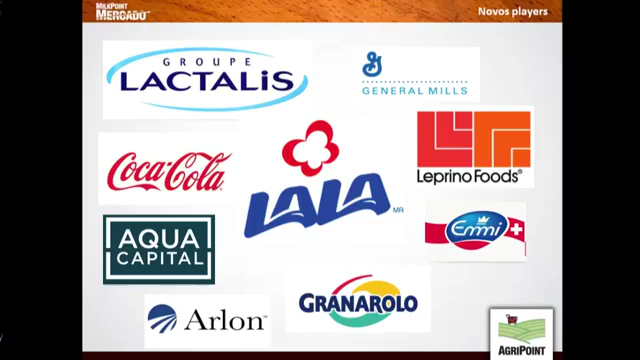 MILKPOINT
MERCADO
Novos players
GROUPE
LACTALIS
G
GENERAL MILLS
Coca-Cola
LALA
MR
Leprino Foods®
AQUA
CAPITAL
Emmi
Arlon™
GRANAROLO
AGRIPOINT